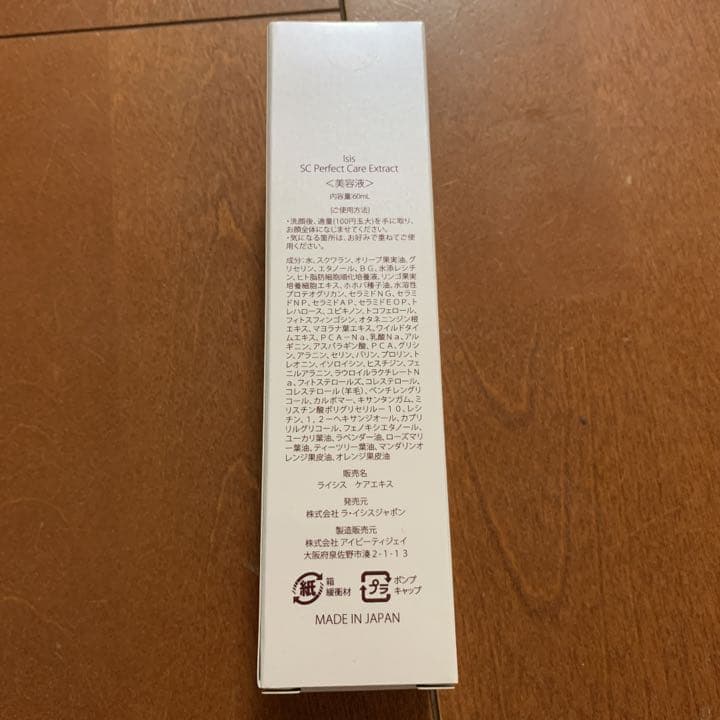 Isis
SC Perfect Care Extract
＜美容液＞
内容量:60mL
(ご使用方法)
・洗顔後、適量(100円玉大)を手に取り、
お顔全体になじませてください。
・気になる箇所は、お好みで重ねてご使
用ください。
成分:水、スクワラン、オリーブ果実油、グ
リセリン、エタノール、ＢＧ、水添レシチ
ン、ヒト脂肪細胞順化培養液、リンゴ果実
培養細胞エキス、ホホバ種子油、水溶性
プロテオグリカン、セラミドＮＧ、セラミ
ドＮＰ、セラミドＡＰ、セラミドＥＯＰ、ト
レハロース、ユビキノン、トコフェロール、
フィトスフィンゴシン、オタネニンジン根
エキス、マヨラナ葉エキス、ワイルドタイ
ムエキス、ＰＣＡ－Ｎａ、乳酸Ｎａ、アル
ギニン、アスパラギン酸、ＰＣＡ、グリシ
ン、アラニン、セリン、バリン、プロリン、ト
レオニン、イソロイシン、ヒスチジン、フェ
ニルアラニン、ラウロイルラクチレートＮ
ａ、フィトステロールズ、コレステロール、
コレステロール(羊毛)、ペンチレングリ
コール、カルボマー、キサンタンガム、ミ
リスチン酸ポリグリセリル－１０、レシ
チン、１，２－ヘキサンジオール、カプリ
リルグリコール、フェノキシエタノール、
ユーカリ葉油、ラベンダー油、ローズマリ
ー葉油、ティーツリー葉油、マンダリンオ
レンジ果皮油、オレンジ果皮油
販売名
ライシス ケアエキス
発売元
株式会社 ラ・イシスジャポン
製造販売元
株式会社 アイビーティジェイ
大阪府泉佐野市湊2-1-13
紙 箱 緩衝材 プラ ポンプ キャップ
MADE IN JAPAN